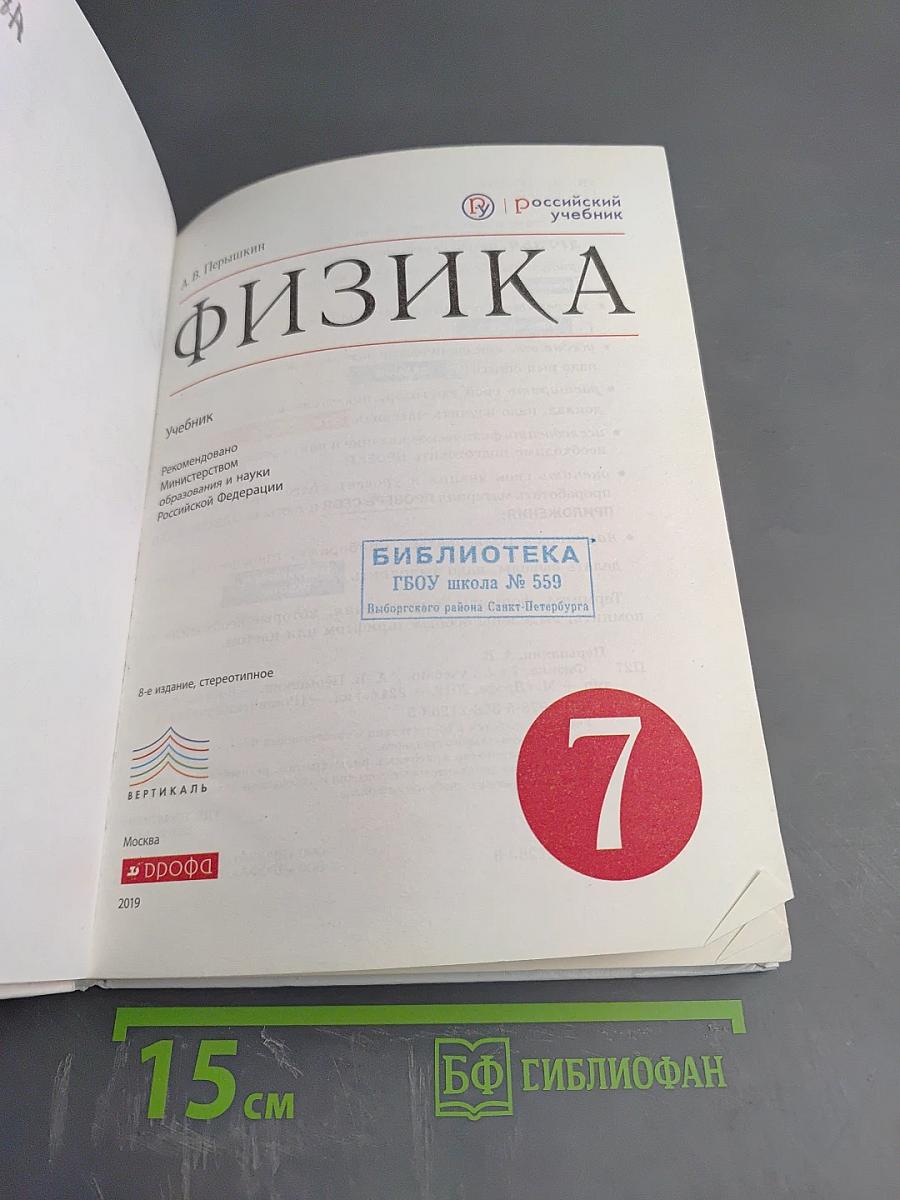 РУ
российский
учебник
А. В. Перышкин
ФИЗИКА
Учебник
Рекомендовано
Министерством
образования и науки
Российской Федерации
БИБЛИОТЕКА
ГБОУ школа № 559
Выборгского района Санкт-Петербурга
8-е издание, стереотипное
ВЕРТИКАЛЬ
7
Москва
дрофа
2019
15 см
БФ
БИБЛИОФАН